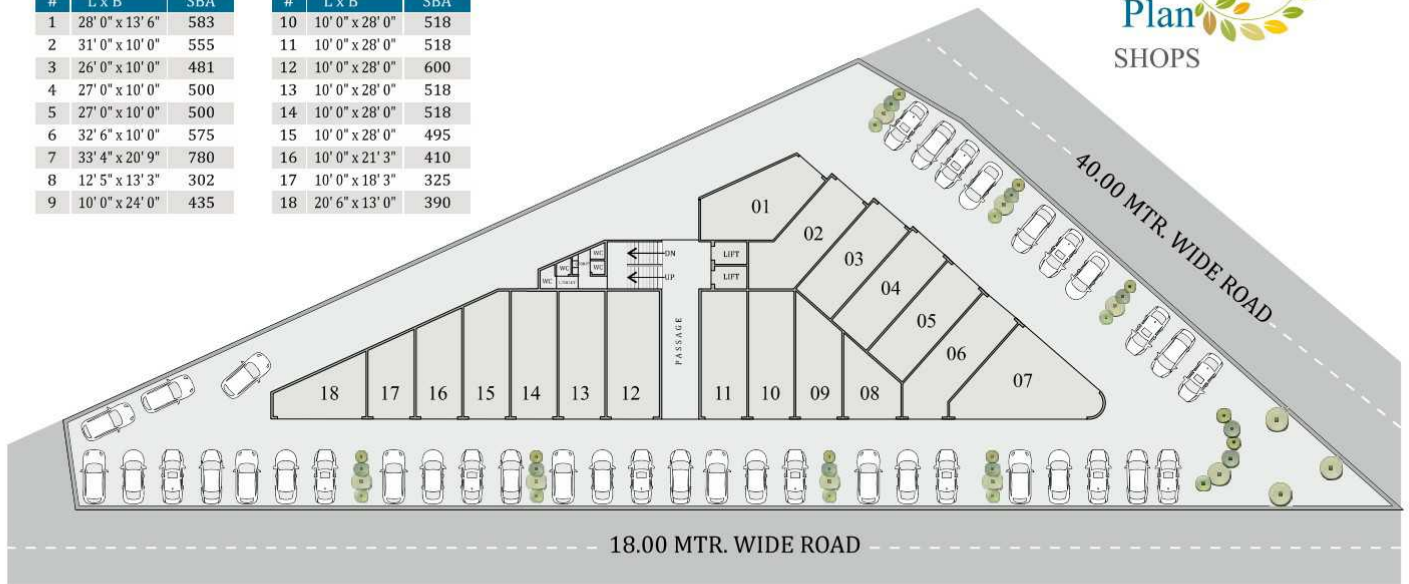 # L x B SBA
1 28' 0" x 13' 6" 583
2 31' 0" x 10' 0" 555
3 26' 0" x 10' 0" 481
4 27' 0" x 10' 0" 500
5 27' 0" x 10' 0" 500
6 32' 6" x 10' 0" 575
7 33' 4" x 20' 9" 780
8 12' 5" x 13' 3" 302
9 10' 0" x 24' 0" 435
# L x B SBA
10 10' 0" x 28' 0" 518
11 10' 0" x 28' 0" 518
12 10' 0" x 28' 0" 600
13 10' 0" x 28' 0" 518
14 10' 0" x 28' 0" 518
15 10' 0" x 28' 0" 495
16 10' 0" x 21' 3" 410
17 10' 0" x 18' 3" 325
18 20' 6" x 13' 0" 390
Plan
SHOPS
40.00 MTR. WIDE ROAD
01
02
03
04
05
06
07
LIFT
LIFT
DN
UP
WC
WC
WC
WC
PASSAGE
18
17
16
15
14
13
12
11
10
09
08
18.00 MTR. WIDE ROAD